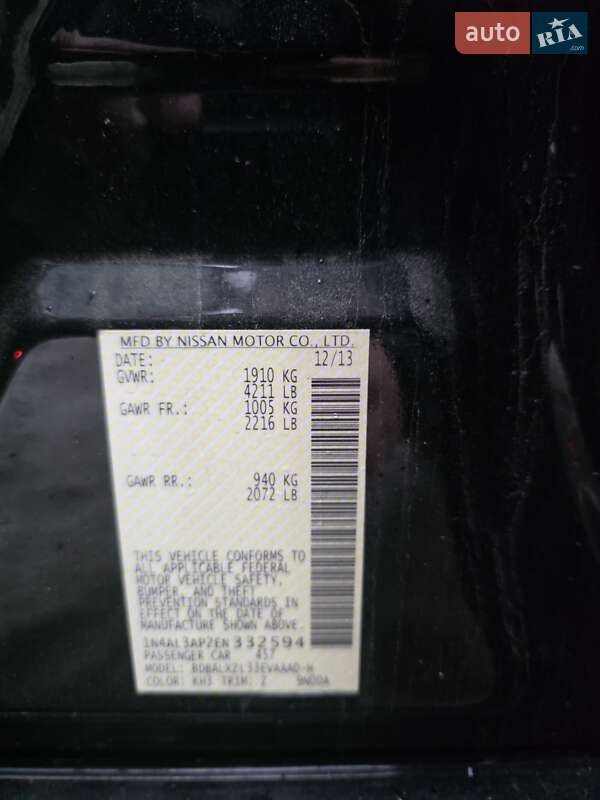 auto RIA.com
MFD BY NISSAN MOTOR CO., LTD.
DATE: 12/13
GVWR: 1910 KG
4211 LB
GAWR FR.: 1005 KG
2216 LB
GAWR RR.: 940 KG
2072 LB
THIS VEHICLE CONFORMS TO
ALL APPLICABLE FEDERAL
MOTOR VEHICLE SAFETY,
BUMPER, AND THEFT
PREVENTION STANDARDS IN
EFFECT ON THE DATE OF
MANUFACTURE SHOWN ABOVE.
1N4AL3AP2EN 332594
PASSENGER CAR 457
MODEL: BDBALXZL33EVAAAD-H
COLOR: KH3 TRIM: Z 9N00A